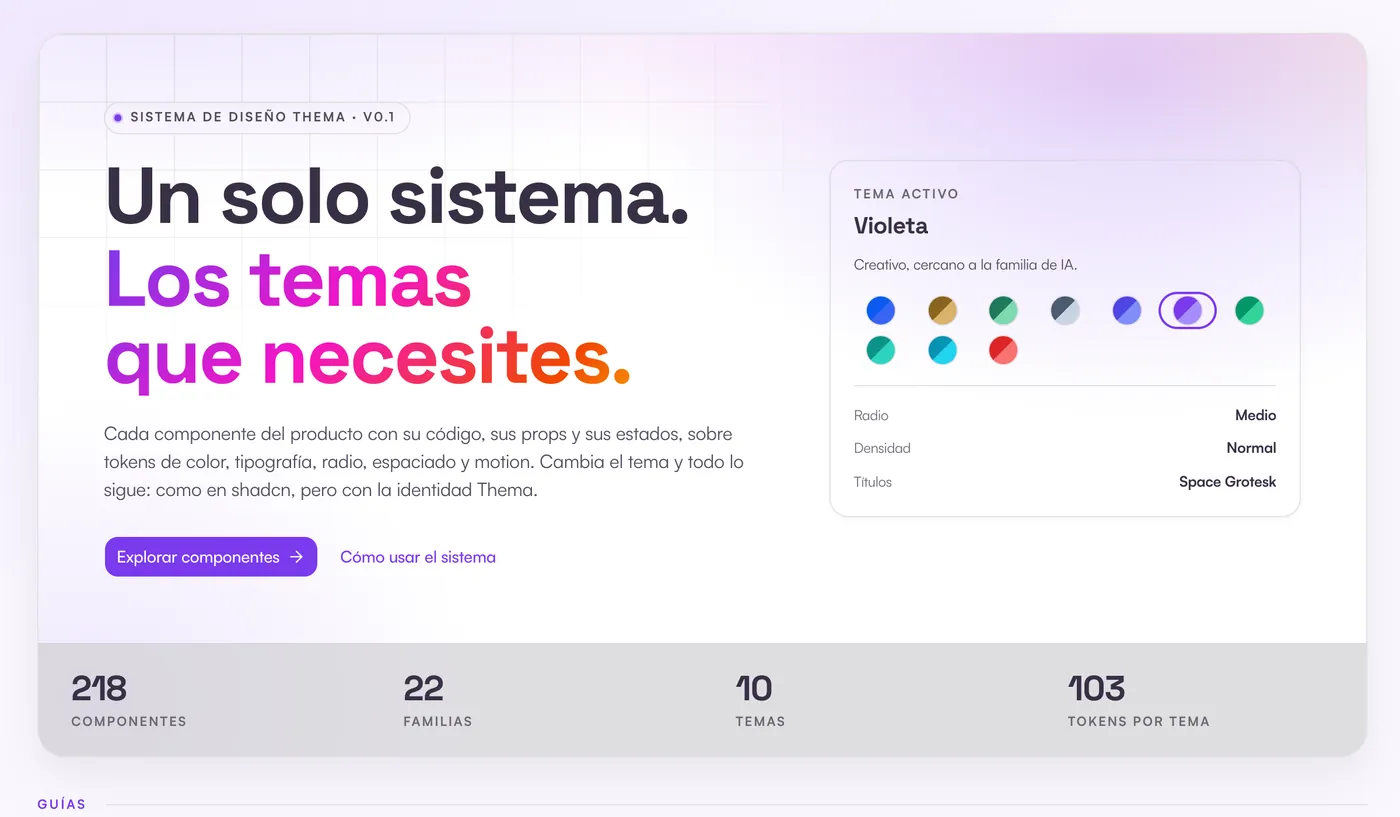 SISTEMA DE DISEÑO THEMA · V0.1
Un solo sistema.
Los temas
que necesites.
Cada componente del producto con su código, sus props y sus estados, sobre
tokens de color, tipografía, radio, espaciado y motion. Cambia el tema y todo lo
sigue: como en shadcn, pero con la identidad Thema.
Explorar componentes →
Cómo usar el sistema
TEMA ACTIVO
Violeta
Creativo, cercano a la familia de IA.
Radio Medio
Densidad Normal
Títulos Space Grotesk
218
COMPONENTES
22
FAMILIAS
10
TEMAS
103
TOKENS POR TEMA
GUÍAS